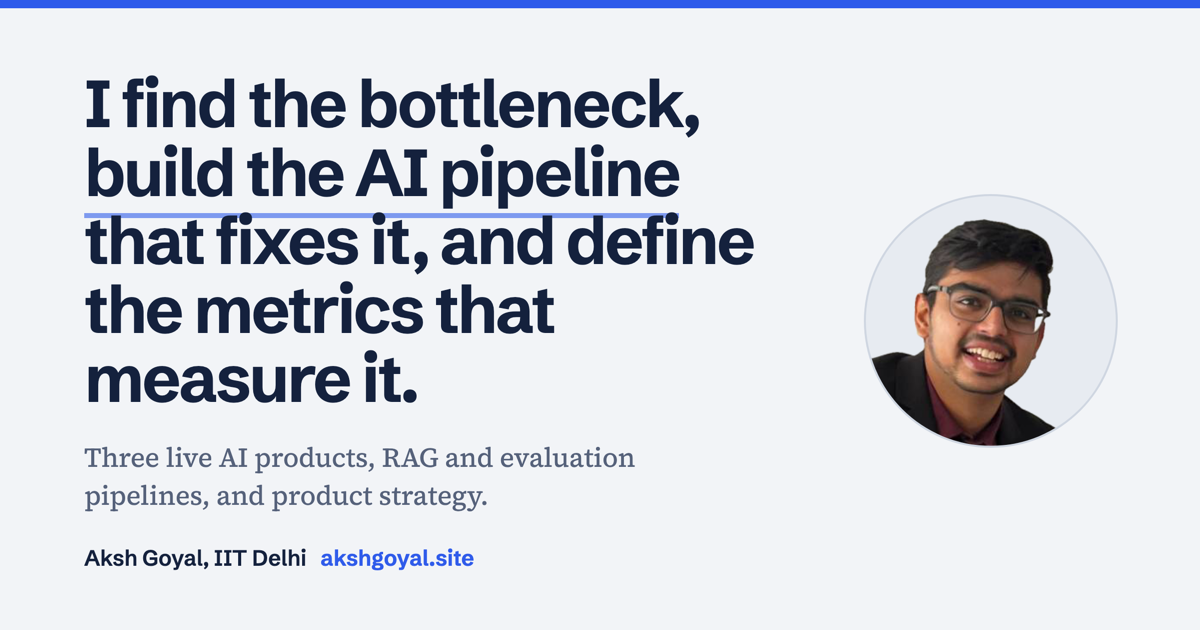 I find the bottleneck,
build the AI pipeline
that fixes it, and define
the metrics that
measure it.
Three live AI products, RAG and evaluation
pipelines, and product strategy.
Aksh Goyal, IIT Delhi akshgoyal.site